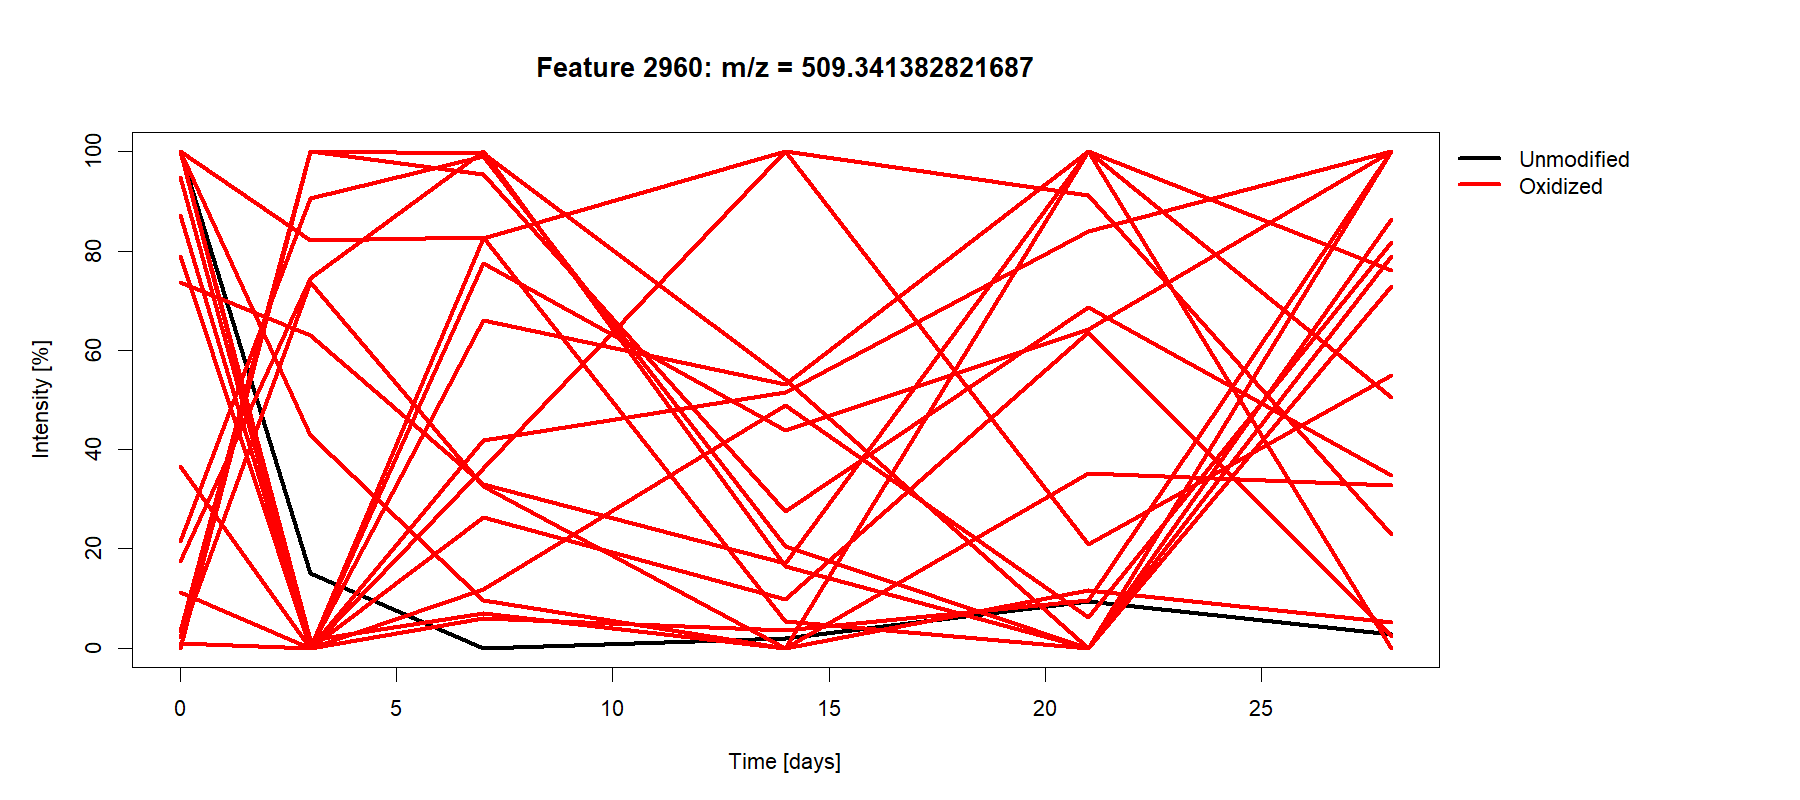 Feature 2960: m/z = 509.341382821687
Unmodified
Oxidized
Intensity [%]
100
80
60
40
20
0
0 5 10 15 20 25
Time [days]